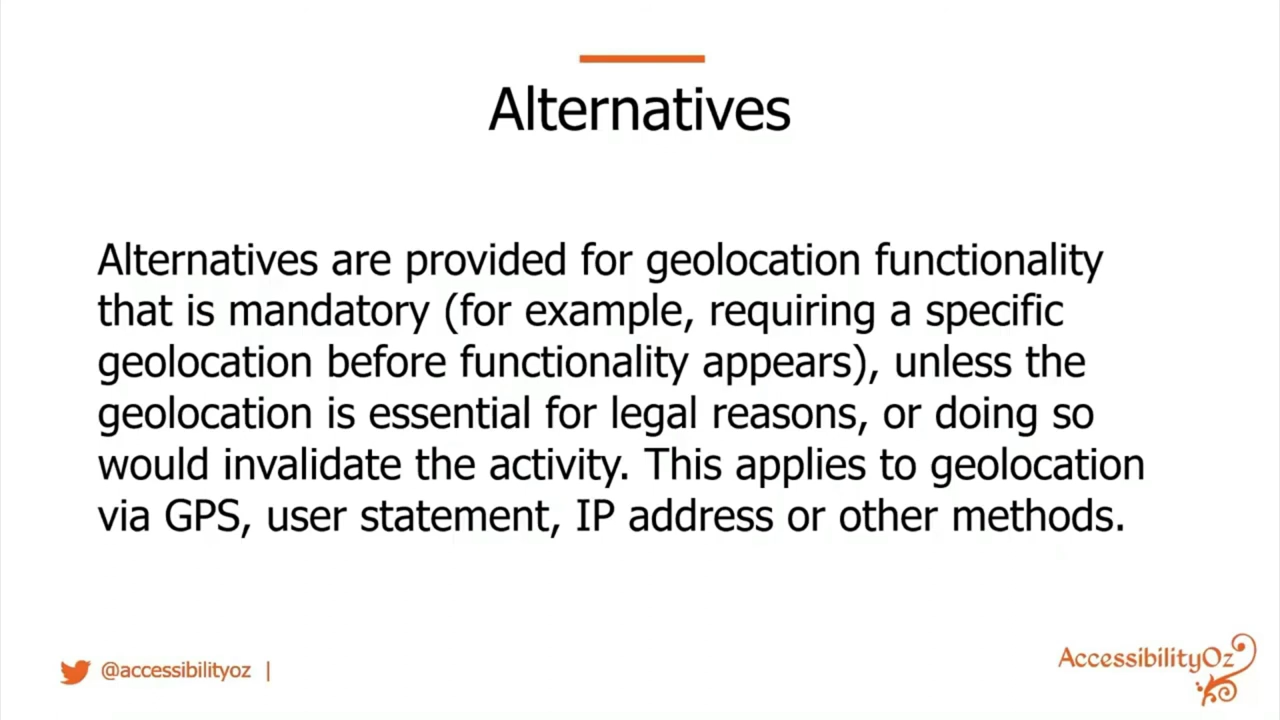 Alternatives
Alternatives are provided for geolocation functionality
that is mandatory (for example, requiring a specific
geolocation before functionality appears), unless the
geolocation is essential for legal reasons, or doing so
would invalidate the activity. This applies to geolocation
via GPS, user statement, IP address or other methods.
@accessibilityoz |
AccessibilityOz